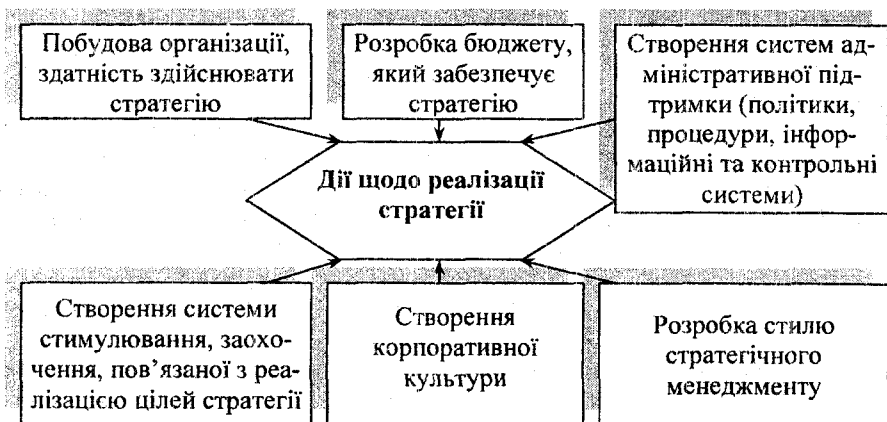 Побудова організації,
здатність здійснювати
стратегію
Розробка бюджету,
який забезпечує
стратегію
Створення систем ад-
міністративної під-
тримки (політики,
процедури, інфор-
маційні та контрольні
системи)
Дії щодо реалізації
стратегії
Створення системи
стимулювання, заохо-
чення, пов’язаної з реа-
лізацією цілей стратегії
Створення
корпоративної
культури
Розробка стилю
стратегічного
менеджменту